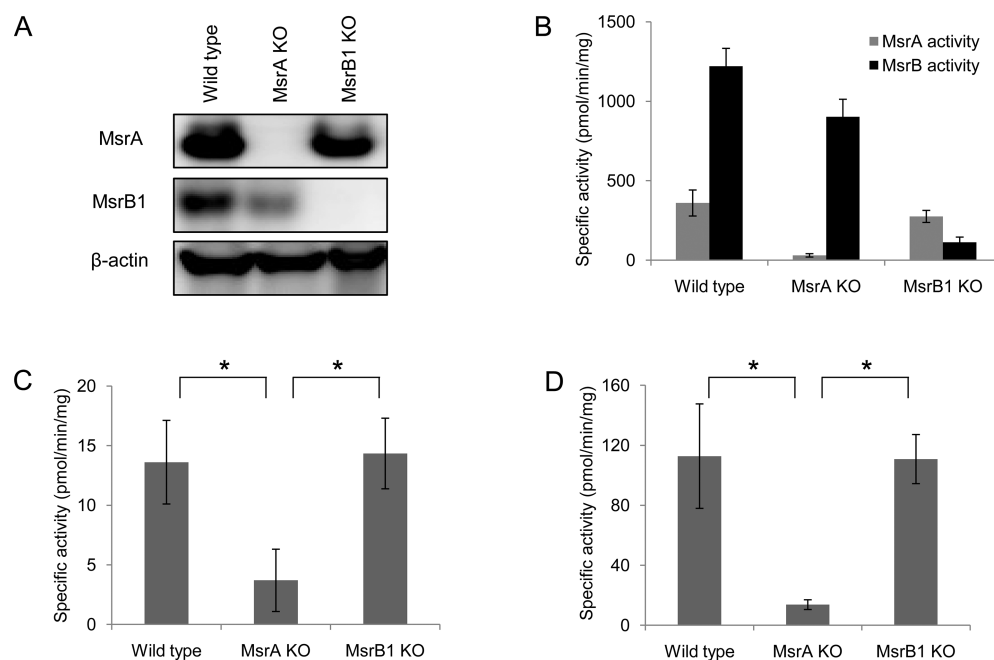 A
Wild type
MsrA KO
MsrB1 KO
MsrA
MsrB1
β-actin
B
Specific activity (pmol/min/mg)
1500
1000
500
0
MsrA activity
MsrB activity
Wild type
MsrA KO
MsrB1 KO
C
Specific activity (pmol/min/mg)
20
15
10
5
0
*
*
Wild type
MsrA KO
MsrB1 KO
D
Specific activity (pmol/min/mg)
160
120
80
40
0
*
*
Wild type
MsrA KO
MsrB1 KO